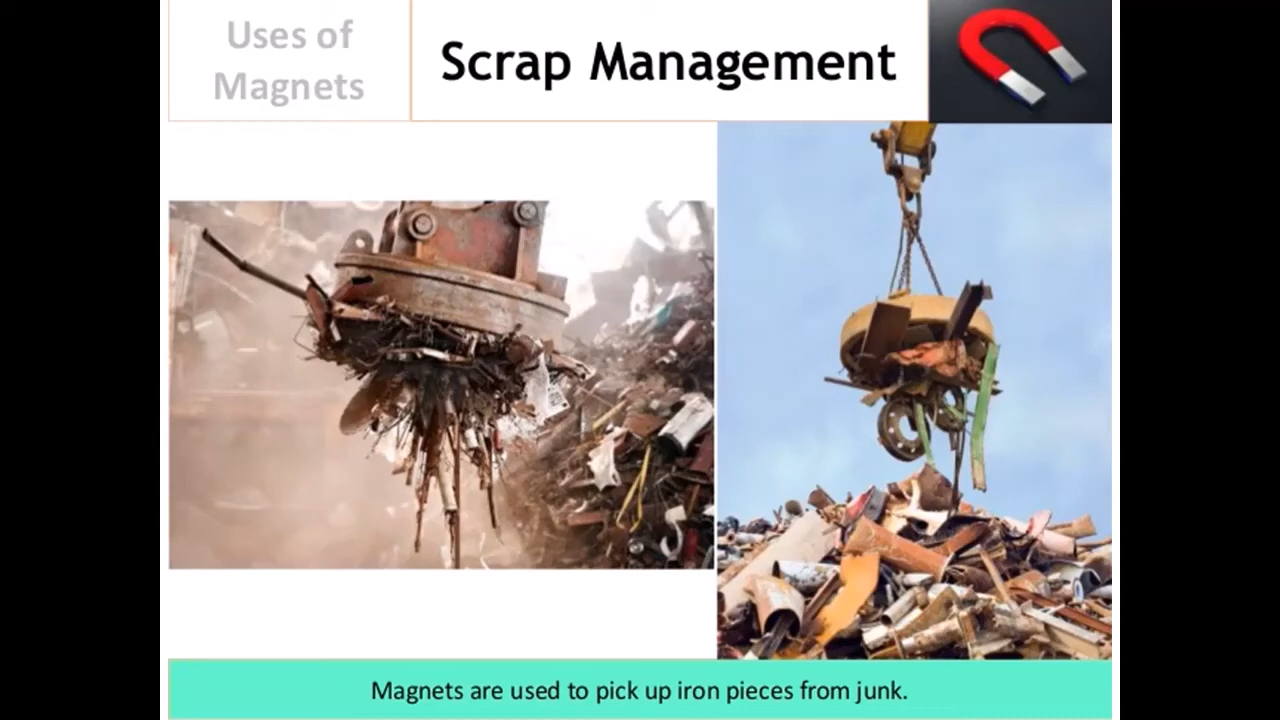 Uses of
Magnets
Scrap Management
Magnets are used to pick up iron pieces from junk.